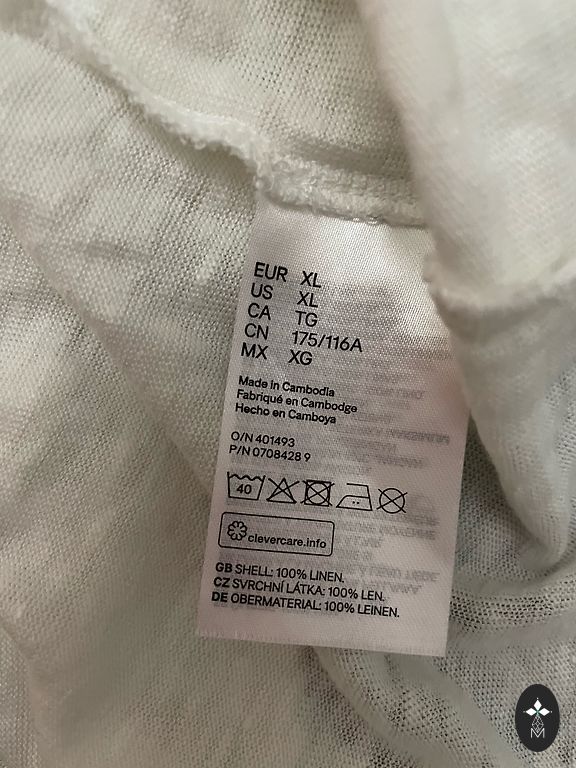 EUR XL
US XL
CA TG
CN 175/116A
MX XG
Made in Cambodia
Fabriqué en Cambodge
Hecho en Camboya
O/N 401493
P/N 0708428 9
40
clevercare.info
GB SHELL: 100% LINEN.
CZ SVRCHNÍ LÁTKA: 100% LEN.
DE OBERMATERIAL: 100% LEINEN.
M